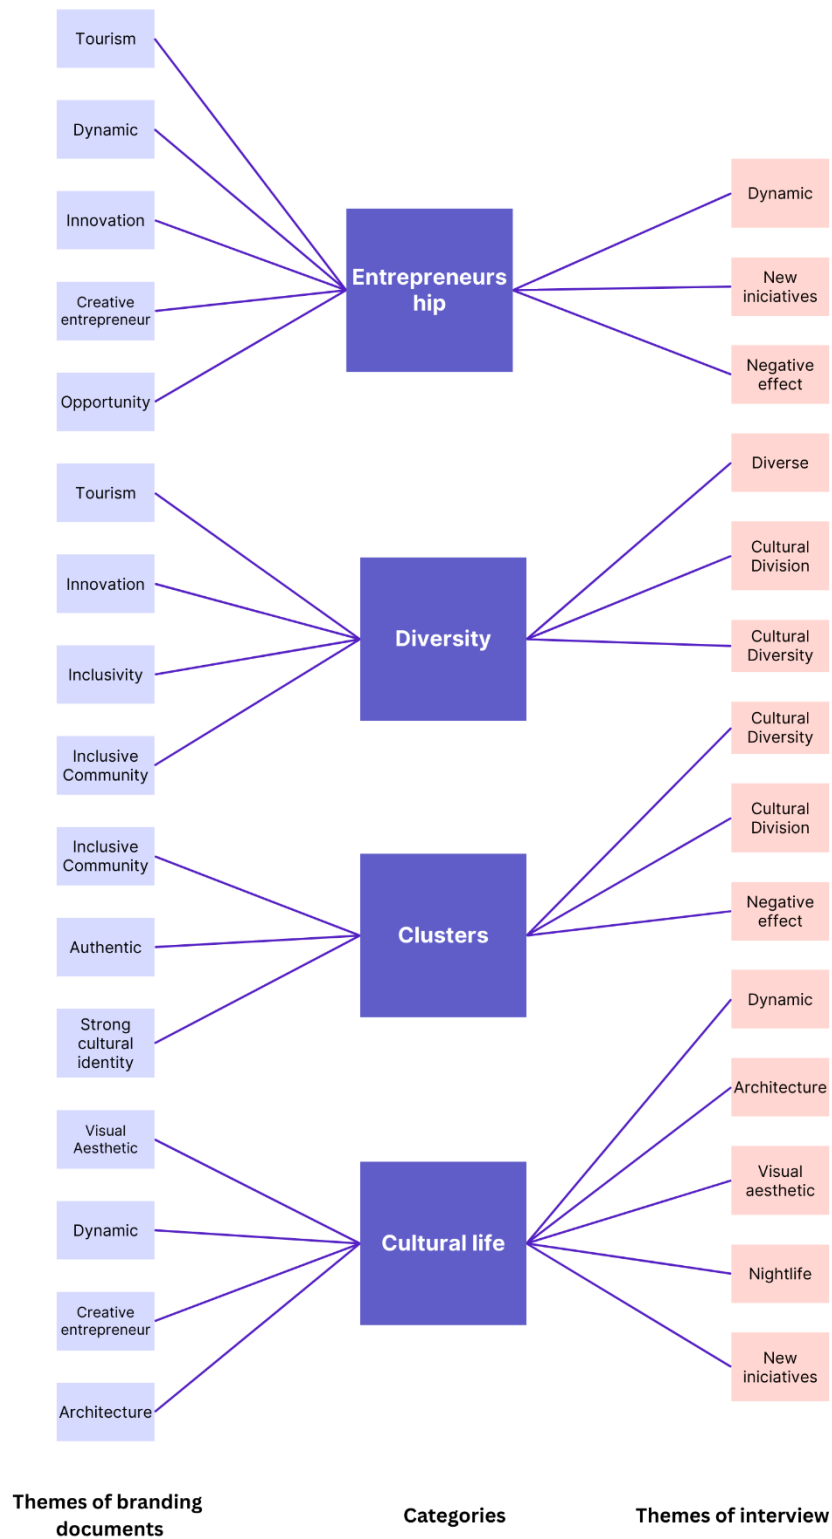 Tourism
Dynamic
Innovation
Creative
entrepreneur
Opportunity
Tourism
Innovation
Inclusivity
Inclusive
Community
Inclusive
Community
Authentic
Strong
cultural
identity
Visual
Aesthetic
Dynamic
Creative
entrepreneur
Architecture
Themes of branding
documents
Entrepreneurs
hip
Diversity
Clusters
Cultural life
Categories
Dynamic
New
iniciatives
Negative
effect
Diverse
Cultural
Division
Cultural
Diversity
Cultural
Diversity
Cultural
Division
Negative
effect
Dynamic
Architecture
Visual
aesthetic
Nightlife
New
iniciatives
Themes of interview